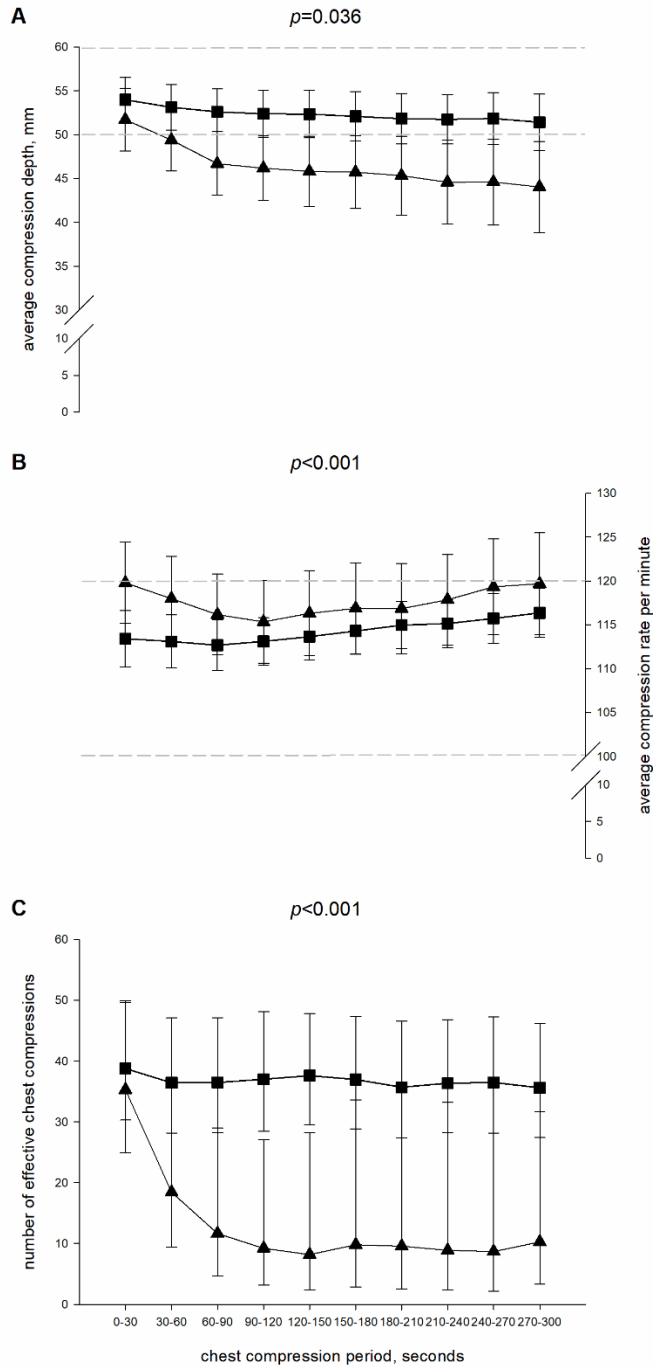 A
p=0.036
average compression depth, mm
60
55
50
45
40
35
30
10
5
0
B
p<0.001
130
125
120
115
110
105
100
10
5
0
average compression rate per minute
C
p<0.001
number of effective chest compressions
60
50
40
30
20
10
0
0-30 30-60 60-90 90-120 120-150 150-180 180-210 210-240 240-270 270-300
chest compression period, seconds